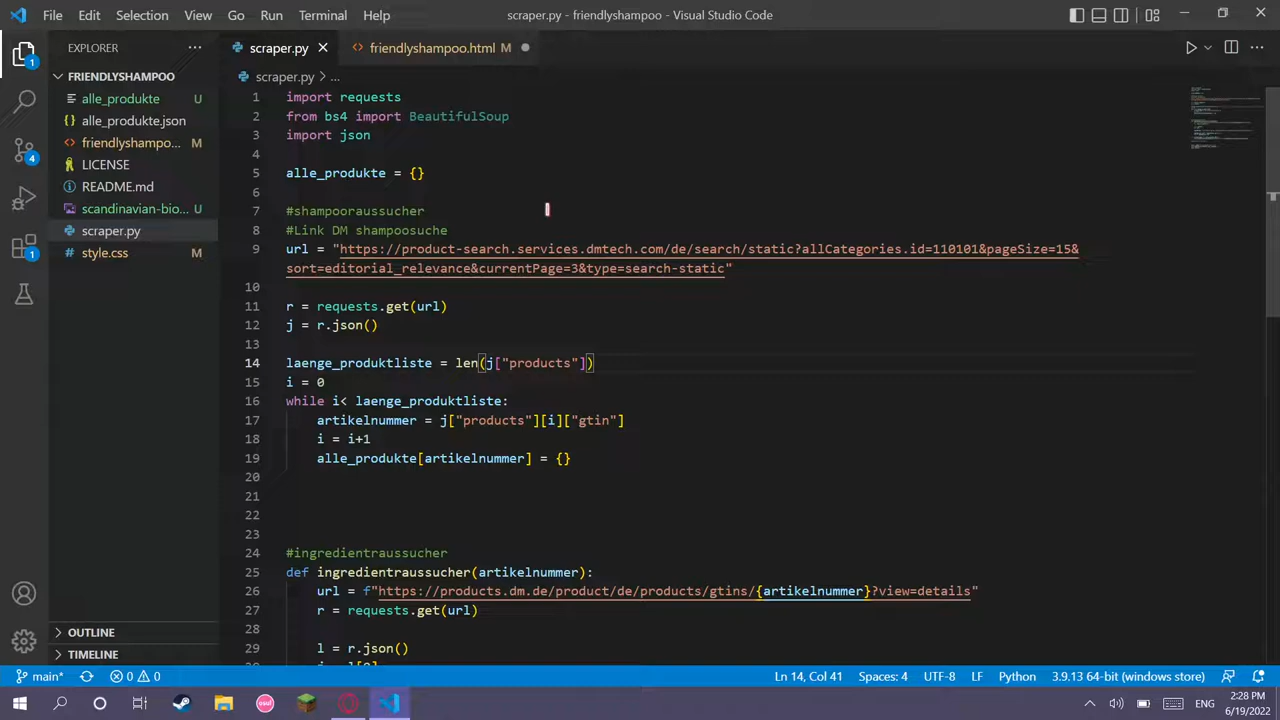 File Edit Selection View Go Run Terminal Help
scraper.py - friendlyshampoo - Visual Studio Code
EXPLORER
scraper.py
friendlyshampoo.html M
FRIENDLYSHAMPOO
scraper.py > ...
alle_produkte U
alle_produkte.json
friendlyshampo... M
LICENSE
README.md
scandinavian-bio... U
scraper.py
style.css
1 import requests
2 from bs4 import BeautifulSoup
3 import json
4
5 alle_produkte = {}
6
7 #shampooraussucher
8 #Link DM shampoosuche
9 url = "https://product-search.services.dmtech.com/de/search/static?allCategories.id=110101&pageSize=15&
sort=editorial_relevance&currentPage=3&type=search-static"
10
11 r = requests.get(url)
12 j = r.json()
13
14 laenge_produktliste = len(j["products"])
15 i = 0
16 while i< laenge_produktliste:
17 artikelnummer = j["products"][i]["gtin"]
18 i = i+1
19 alle_produkte[artikelnummer] = {}
20
21
22
23
24 #ingredientraussucher
25 def ingredientraussucher(artikelnummer):
26 url = f"https://products.dm.de/product/de/products/gtins/{artikelnummer}?view=details"
27 r = requests.get(url)
28
29 l = r.json()
1
4
1
OUTLINE
TIMELINE
main* 0 0 Ln 14, Col 41 Spaces: 4 UTF-8 LF Python 3.9.13 64-bit (windows store)
osu!
ENG
2:28 PM
6/19/2022